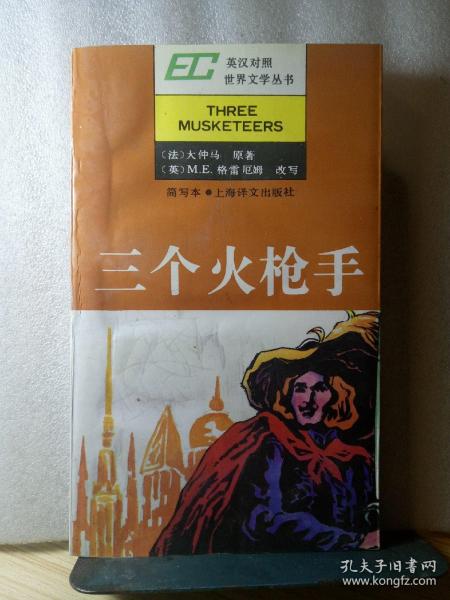 EC
英汉对照
世界文学丛书
THREE
MUSKETEERS
〔法〕大仲马 原著
〔英〕M.E.格雷厄姆 改写
简写本●上海译文出版社
三个火枪手
孔夫子旧书网
www.kongfz.com